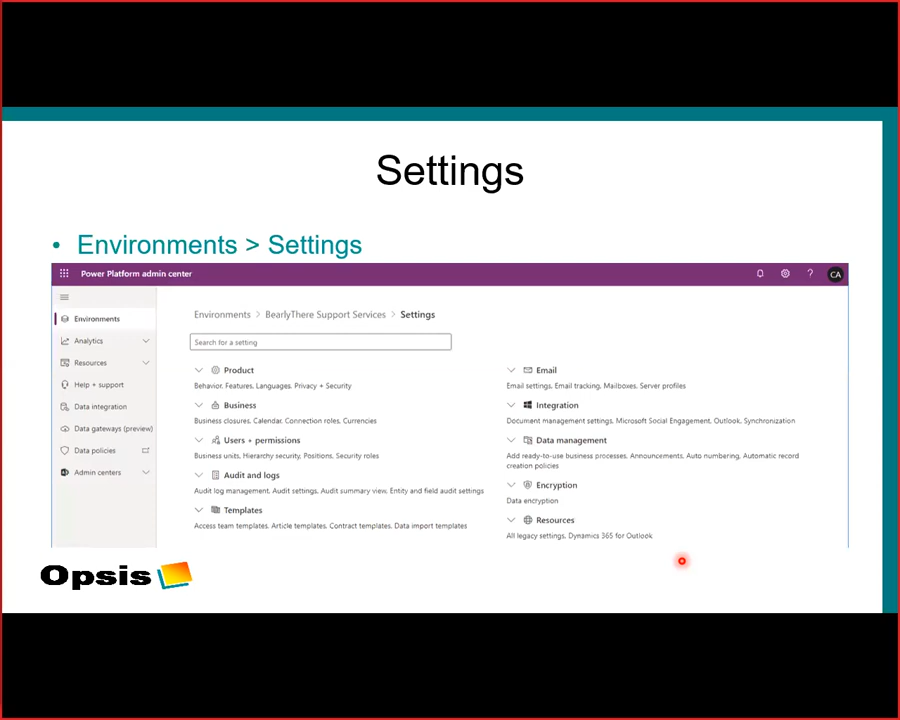 Settings
• Environments > Settings
Power Platform admin center
? CA
Environments
Analytics
Resources
Help + support
Data integration
Data gateways (preview)
Data policies
Admin centers
Environments > BearlyThere Support Services > Settings
Search for a setting
Product
Behavior, Features, Languages, Privacy + Security
Business
Business closures, Calendar, Connection roles, Currencies
Users + permissions
Business units, Hierarchy security, Positions, Security roles
Audit and logs
Audit log management, Audit settings, Audit summary view, Entity and field audit settings
Templates
Access team templates, Article templates, Contract templates, Data import templates
Email
Email settings, Email tracking, Mailboxes, Server profiles
Integration
Document management settings, Microsoft Social Engagement, Outlook, Synchronization
Data management
Add ready-to-use business processes, Announcements, Auto numbering, Automatic record
creation policies
Encryption
Data encryption
Resources
All legacy settings, Dynamics 365 for Outlook
Opsis